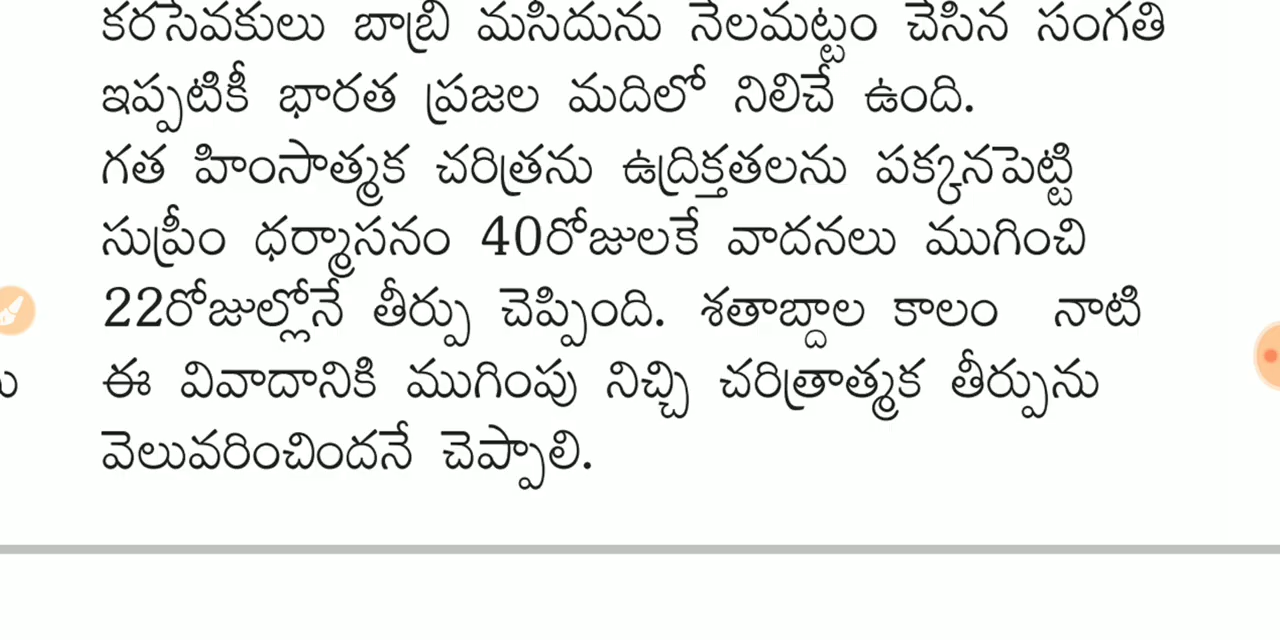 కరసేవకులు బాబ్రి మసీదును నేలమట్టం చేసిన సంగతి
ఇప్పటికీ భారత ప్రజల మదిలో నిలిచే ఉంది.
గత హింసాత్మక చరిత్రను ఉద్రిక్తతలను పక్కనపెట్టి
సుప్రీం ధర్మాసనం 40రోజులకే వాదనలు ముగించి
22రోజుల్లోనే తీర్పు చెప్పింది. శతాబ్దాల కాలం నాటి
ఈ వివాదానికి ముగింపు నిచ్చి చరిత్రాత్మక తీర్పును
వెలువరించిందనే చెప్పాలి.